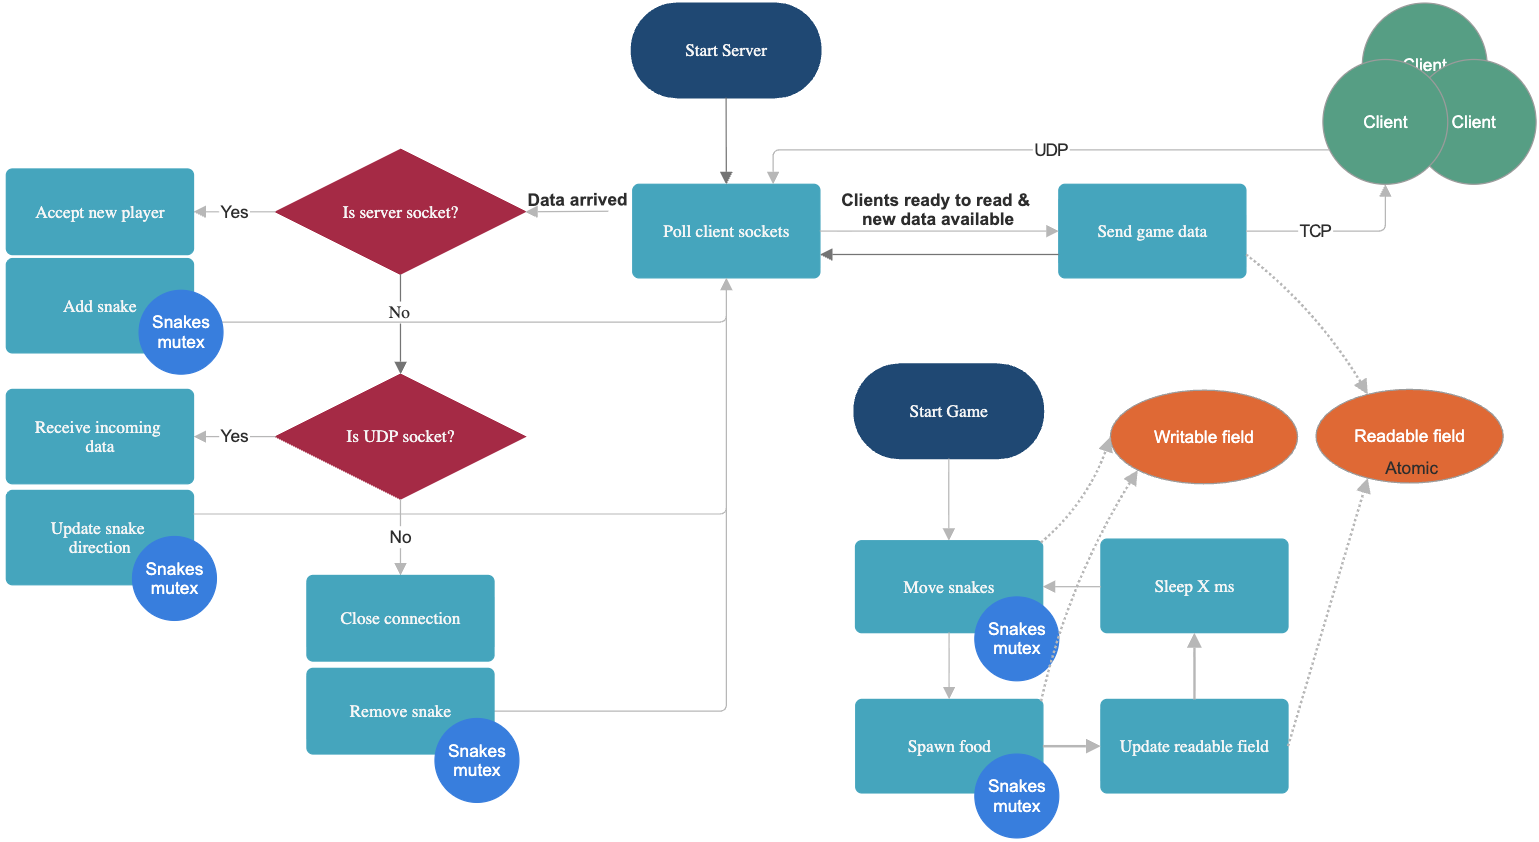 Start Server
Client
Client
Client
UDP
Data arrived
Clients ready to read &
new data available
Accept new player
Yes
Is server socket?
Poll client sockets
Send game data
TCP
Add snake
Snakes
mutex
No
Receive incoming
data
Yes
Is UDP socket?
Update snake
direction
Snakes
mutex
No
Close connection
Remove snake
Snakes
mutex
Start Game
Writable field
Readable field
Atomic
Move snakes
Snakes
mutex
Sleep X ms
Spawn food
Snakes
mutex
Update readable field